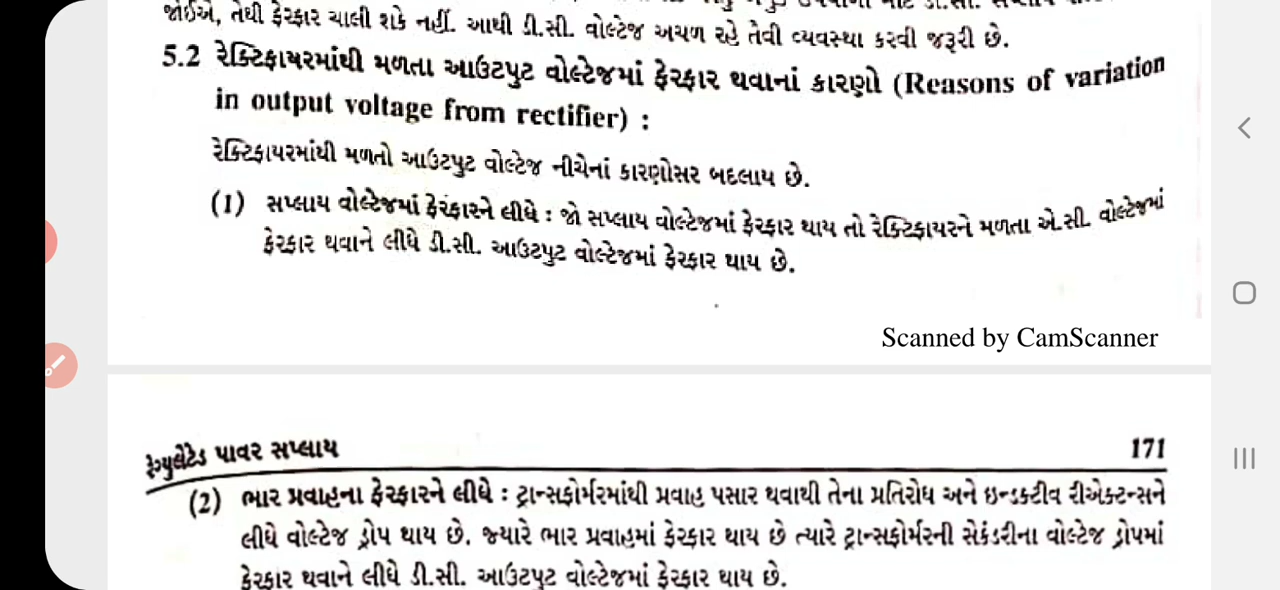 જોઈએ, તેથી ફેરફાર ચાલી શકે નહીં. આથી ડી.સી. વોલ્ટેજ અચળ રહે તેવી વ્યવસ્થા કરવી જરૂરી છે.
5.2 રેક્ટિફાયરમાંથી મળતા આઉટપુટ વોલ્ટેજમાં ફેરફાર થવાનાં કારણો (Reasons of variation
in output voltage from rectifier) :
રેક્ટિફાયરમાંથી મળતો આઉટપુટ વોલ્ટેજ નીચેનાં કારણોસર બદલાય છે.
(1) સપ્લાય વોલ્ટેજમાં ફેરફારને લીધે : જો સપ્લાય વોલ્ટેજમાં ફેરફાર થાય તો રેક્ટિફાયરને મળતા એ.સી. વોલ્ટેજમાં
ફેરફાર થવાને લીધે ડી.સી. આઉટપુટ વોલ્ટેજમાં ફેરફાર થાય છે.
Scanned by CamScanner
રેગ્યુલેટેડ પાવર સપ્લાય 171
(2) ભાર પ્રવાહના ફેરફારને લીધે : ટ્રાન્સફોર્મરમાંથી પ્રવાહ પસાર થવાથી તેના પ્રતિરોધ અને ઇન્ડક્ટીવ રીએક્ટન્સને
લીધે વોલ્ટેજ ડ્રોપ થાય છે. જ્યારે ભાર પ્રવાહમાં ફેરફાર થાય છે ત્યારે ટ્રાન્સફોર્મરની સેકંડરીના વોલ્ટેજ ડ્રોપમાં
ફેરફાર થવાને લીધે ડી.સી. આઉટપુટ વોલ્ટેજમાં ફેરફાર થાય છે.